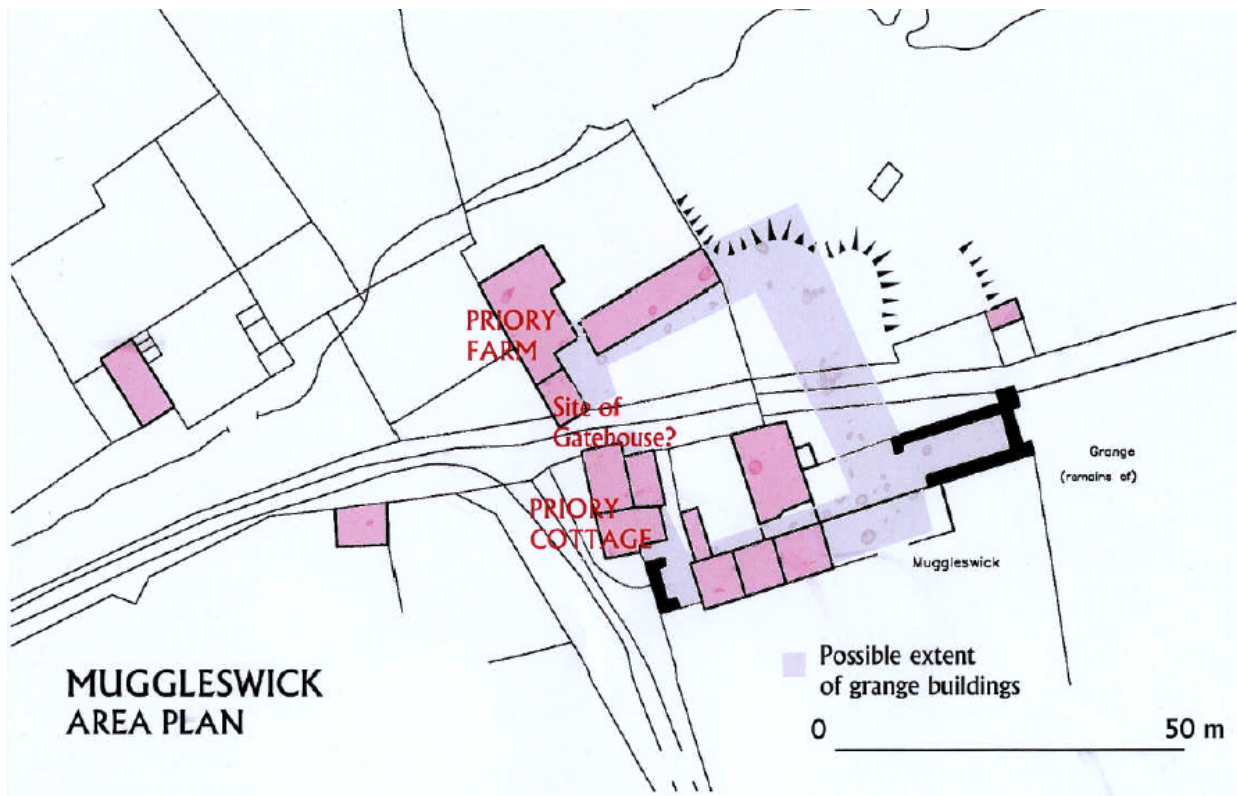 PRIORY
FARM
Site of
Gatehouse?
PRIORY
COTTAGE
Grange
(remains of)
Muggleswick
MUGGLESWICK
AREA PLAN
Possible extent
of grange buildings
0 50 m